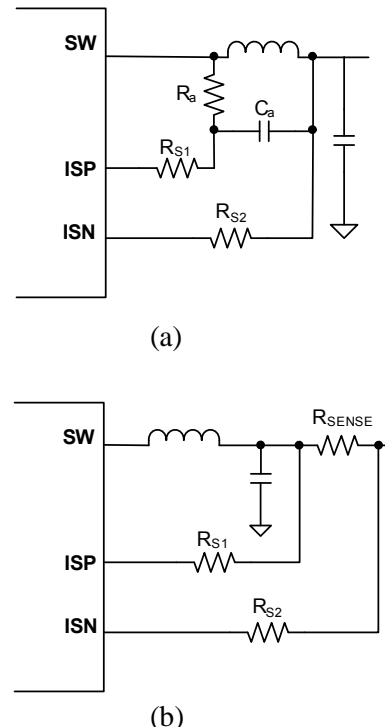 SW
Ra
Ca
RS1
ISP
RS2
ISN
(a)
RSENSE
SW
RS1
ISP
RS2
ISN
(b)